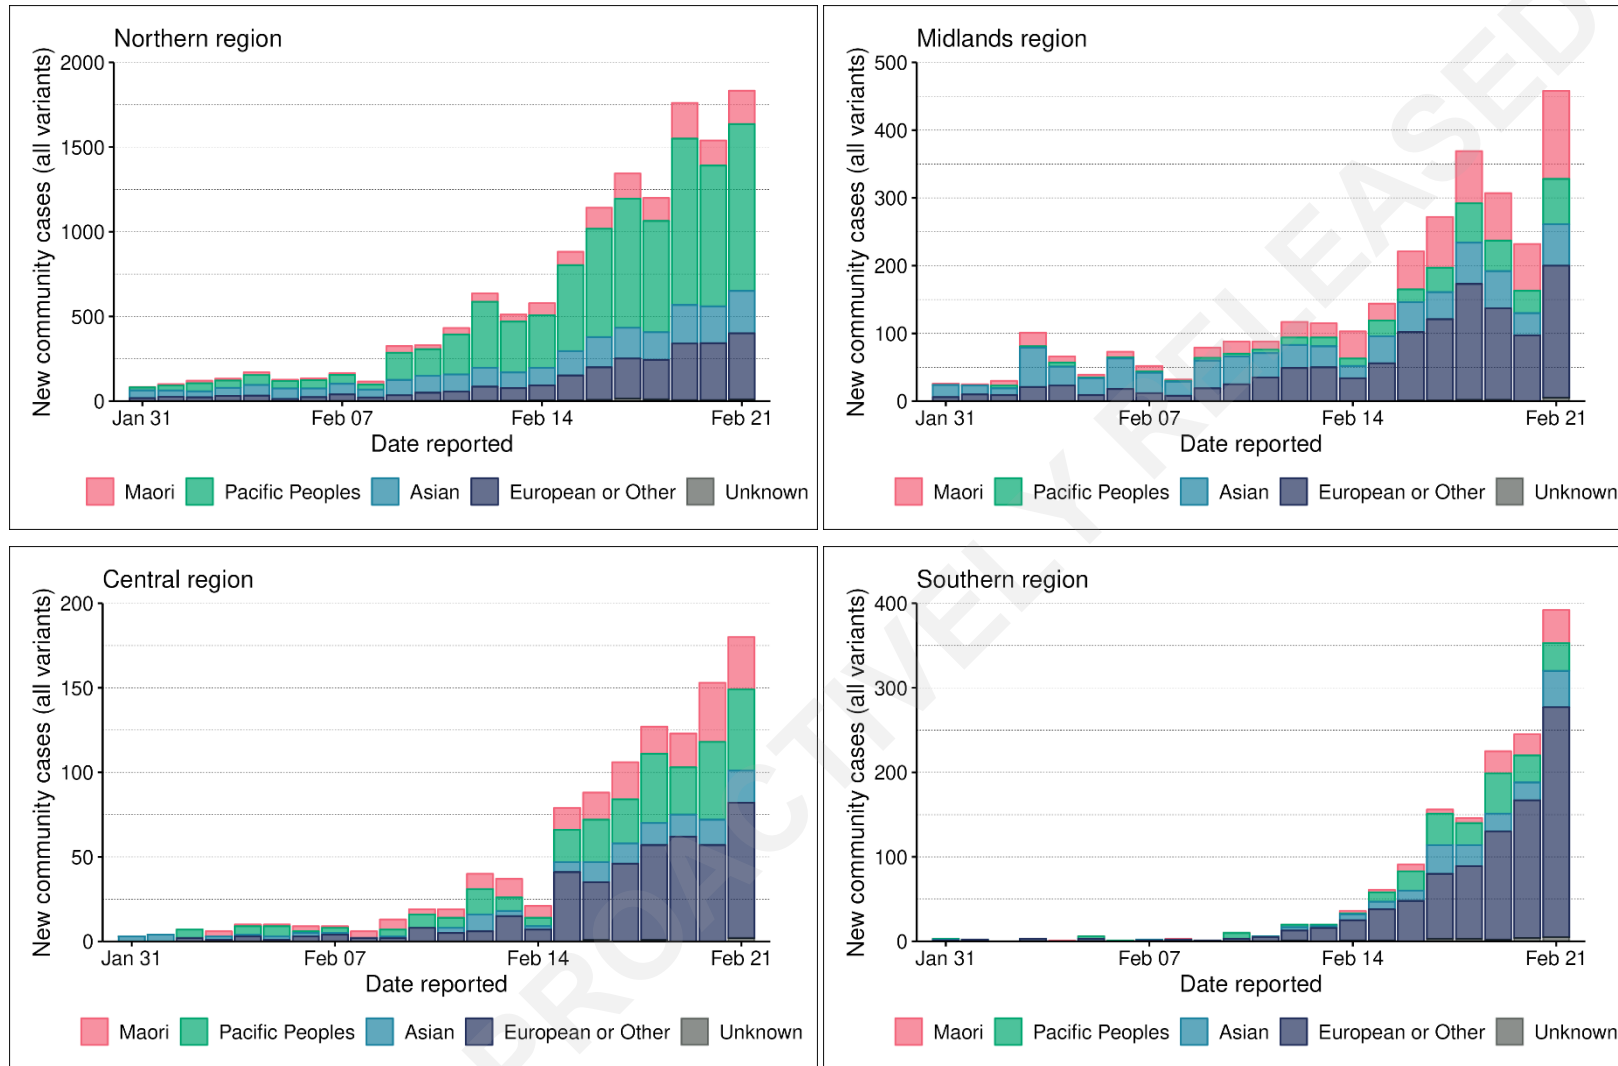 Northern region
New community cases (all variants)
2000
1500
1000
500
0
Jan 31
Feb 07
Feb 14
Feb 21
Date reported
Maori
Pacific Peoples
Asian
European or Other
Unknown
Midlands region
New community cases (all variants)
500
400
300
200
100
0
Jan 31
Feb 07
Feb 14
Feb 21
Date reported
Maori
Pacific Peoples
Asian
European or Other
Unknown
Central region
New community cases (all variants)
200
150
100
50
0
Jan 31
Feb 07
Feb 14
Feb 21
Date reported
Maori
Pacific Peoples
Asian
European or Other
Unknown
Southern region
New community cases (all variants)
400
300
200
100
0
Jan 31
Feb 07
Feb 14
Feb 21
Date reported
Maori
Pacific Peoples
Asian
European or Other
Unknown
PROACTIVELY RELEASED